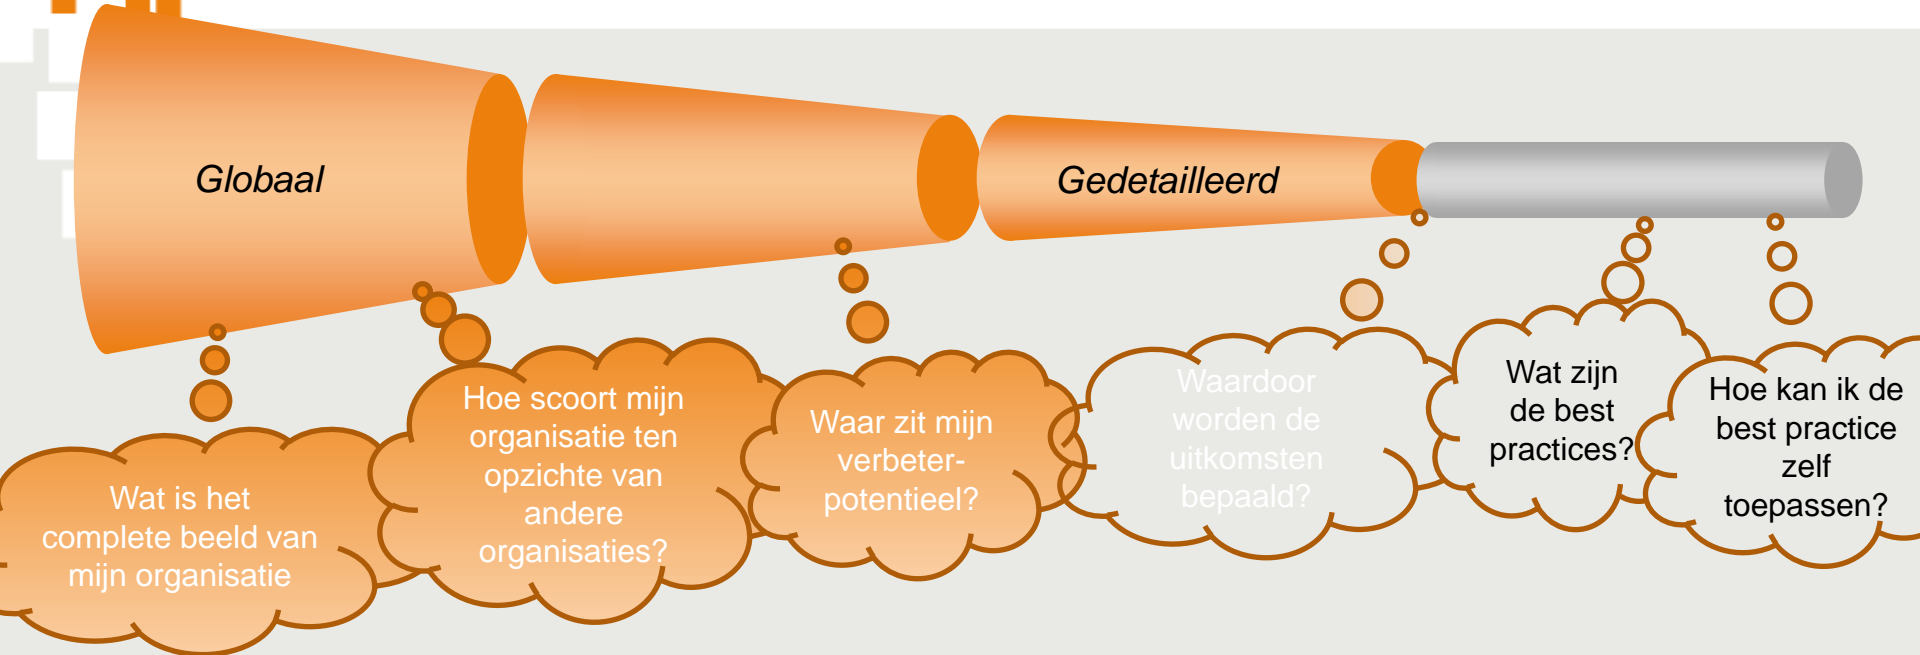 Globaal
Gedetailleerd
Wat is het
complete beeld van
mijn organisatie
Hoe scoort mijn
organisatie ten
opzichte van
andere
organisaties?
Waar zit mijn
verbeter-
potentieel?
Waardoor
worden de
uitkomsten
bepaald?
Wat zijn
de best
practices?
Hoe kan ik de
best practice
zelf
toepassen?